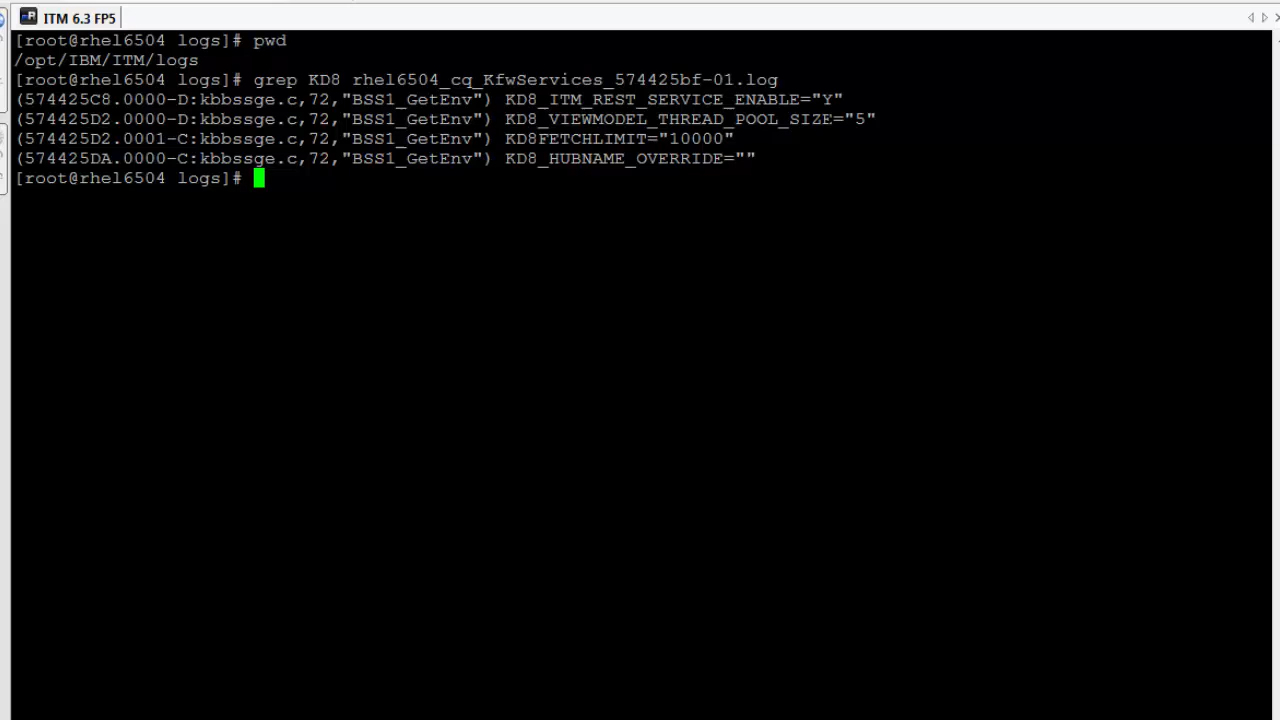 ITM 6.3 FP5
[root@rhel6504 logs]# pwd
/opt/IBM/ITM/logs
[root@rhel6504 logs]# grep KD8 rhel6504_cq_KfwServices_574425bf-01.log
(574425C8.0000-D:kbbssge.c,72,"BSS1_GetEnv") KD8_ITM_REST_SERVICE_ENABLE="Y"
(574425D2.0000-D:kbbssge.c,72,"BSS1_GetEnv") KD8_VIEWMODEL_THREAD_POOL_SIZE="5"
(574425D2.0001-C:kbbssge.c,72,"BSS1_GetEnv") KD8FETCHLIMIT="10000"
(574425DA.0000-C:kbbssge.c,72,"BSS1_GetEnv") KD8_HUBNAME_OVERRIDE=""
[root@rhel6504 logs]#